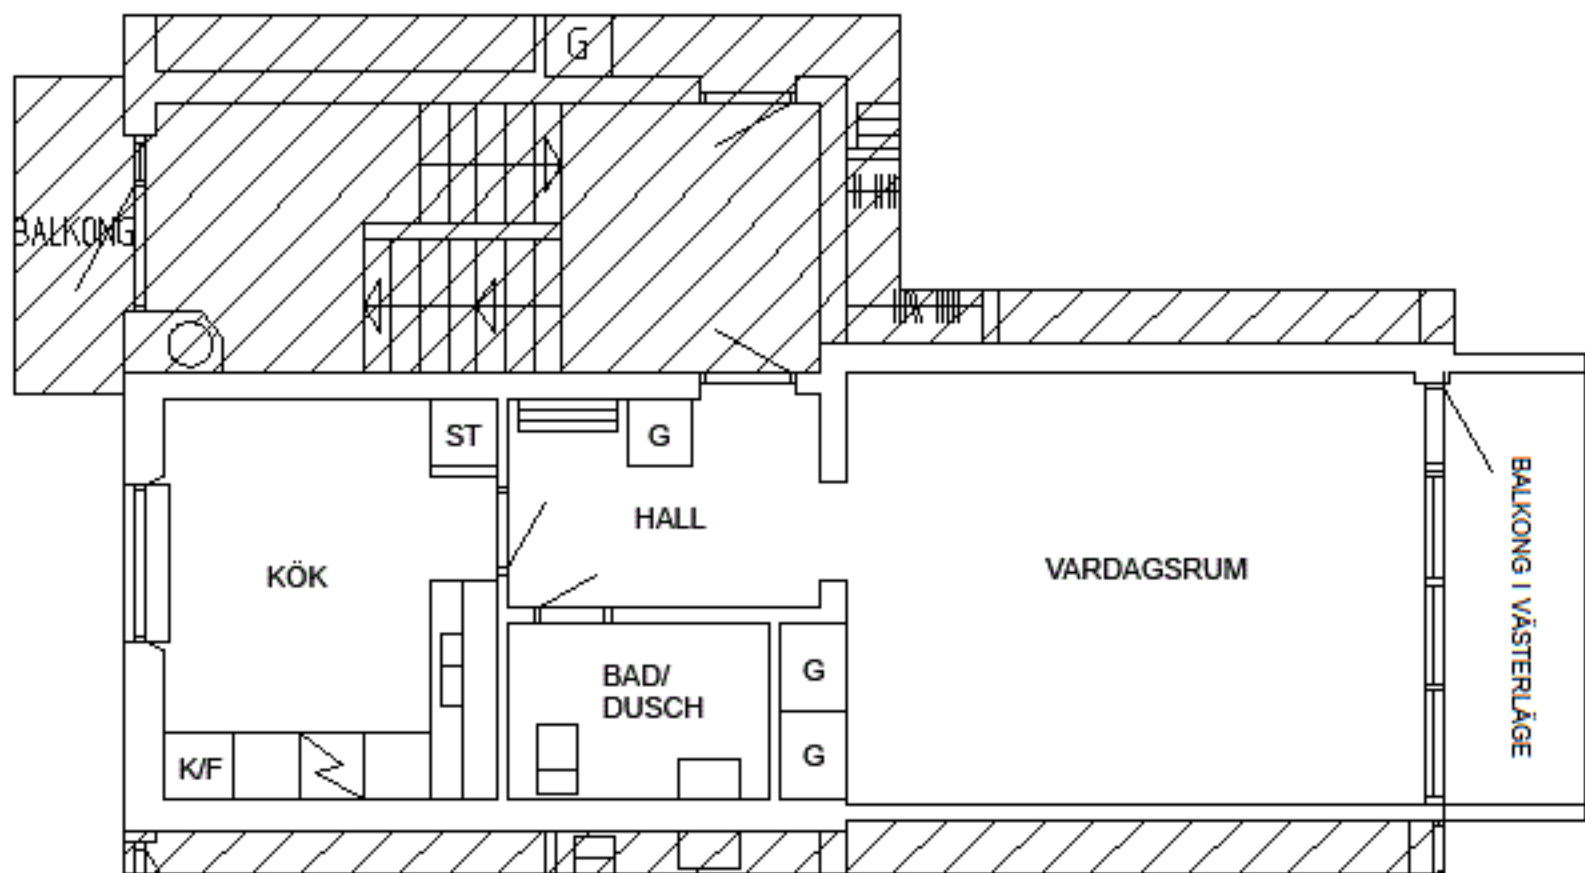 G
BALKONG
ST
G
HALL
KÖK
VARDAGSRUM
BALKONG I VÄSTERLÄGE
BAD/
DUSCH
G
K/F
G